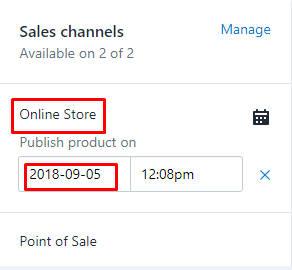 Sales channels Manage
Available on 2 of 2
Online Store
Publish product on
2018-09-05 12:08pm
Point of Sale